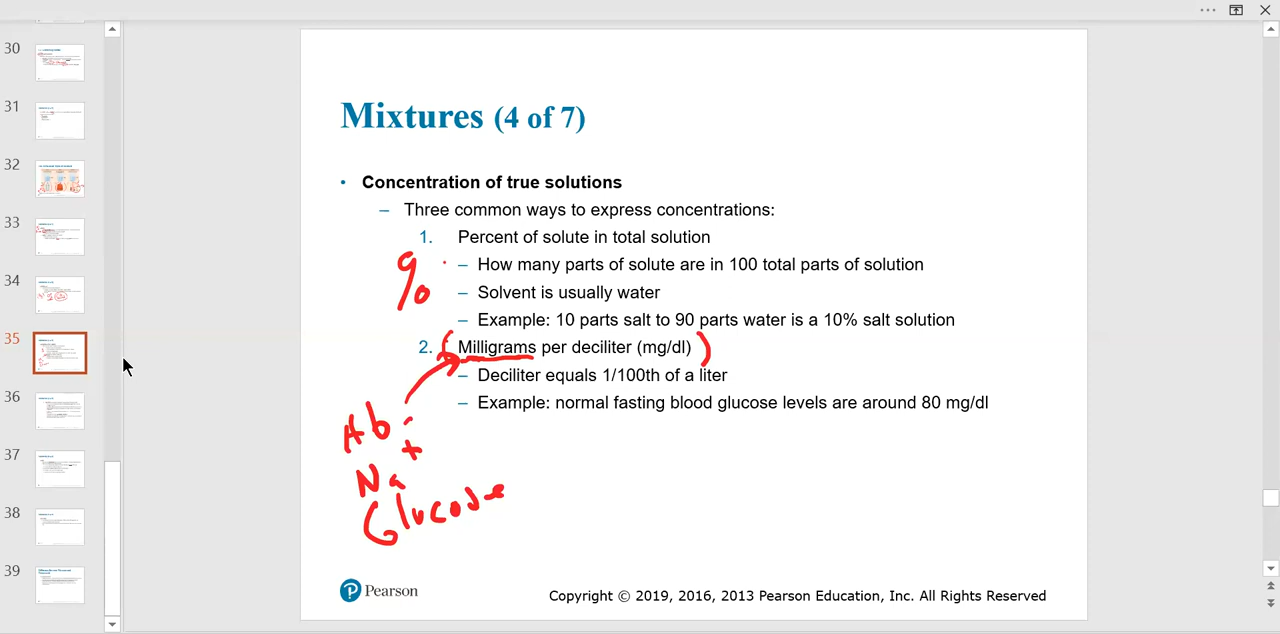 30
31
32
33
34
35
36
37
38
39
Mixtures (4 of 7)
• Concentration of true solutions
– Three common ways to express concentrations:
1. Percent of solute in total solution
– How many parts of solute are in 100 total parts of solution
– Solvent is usually water
– Example: 10 parts salt to 90 parts water is a 10% salt solution
%
2. ( Milligrams per deciliter (mg/dl) )
– Deciliter equals 1/100th of a liter
– Example: normal fasting blood glucose levels are around 80 mg/dl
Hb
Na+
Glucose
P Pearson
Copyright © 2019, 2016, 2013 Pearson Education, Inc. All Rights Reserved